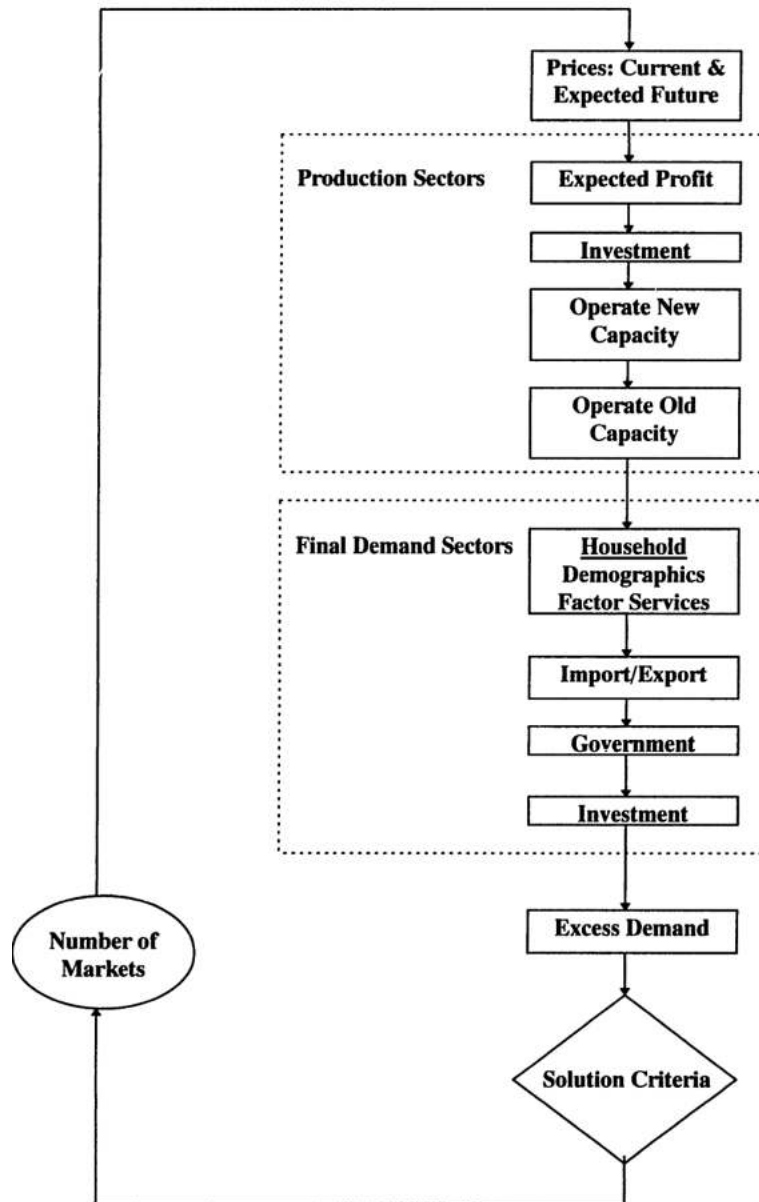 Prices: Current &
Expected Future
Production Sectors
Expected Profit
Investment
Operate New
Capacity
Operate Old
Capacity
Final Demand Sectors
Household
Demographics
Factor Services
Import/Export
Government
Investment
Excess Demand
Number of
Markets
Solution Criteria